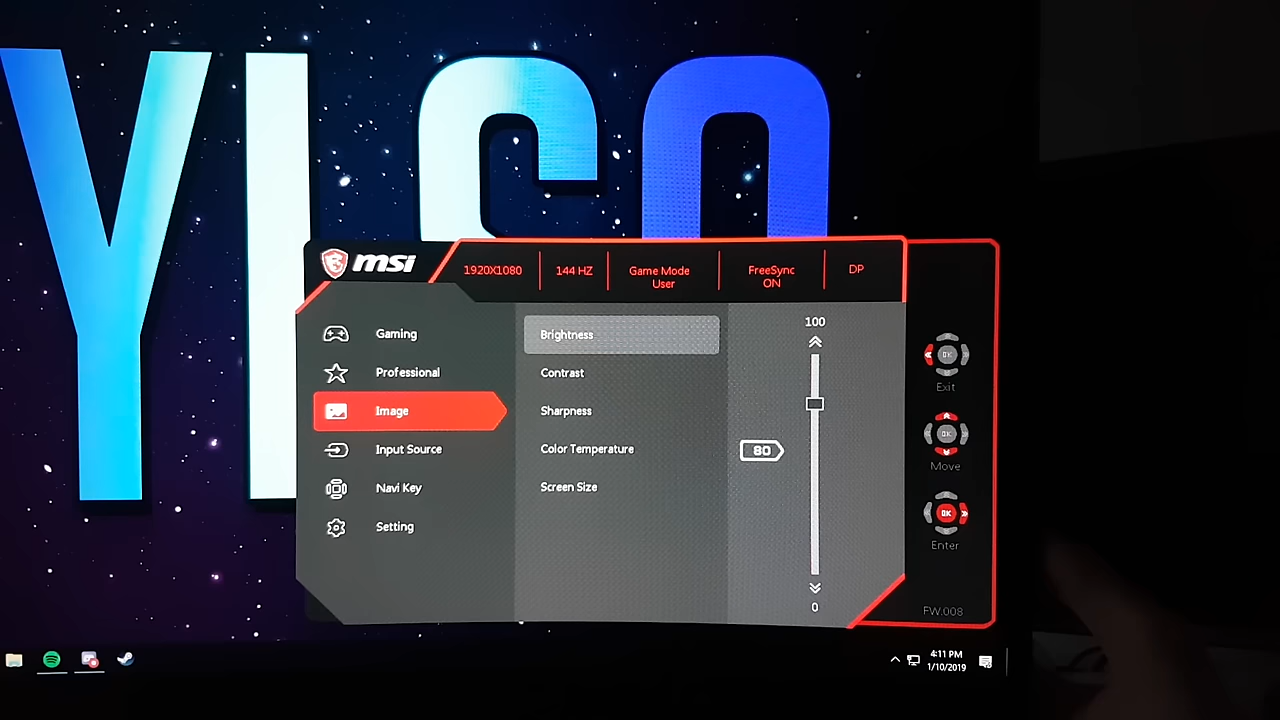 YISO
msi
1920X1080
144 HZ
Game Mode
User
FreeSync
ON
DP
Gaming
Professional
Image
Input Source
Navi Key
Setting
Brightness
Contrast
Sharpness
Color Temperature
Screen Size
100
80
0
OK
Exit
OK
Move
OK
Enter
FW.008
4:11 PM
1/10/2019